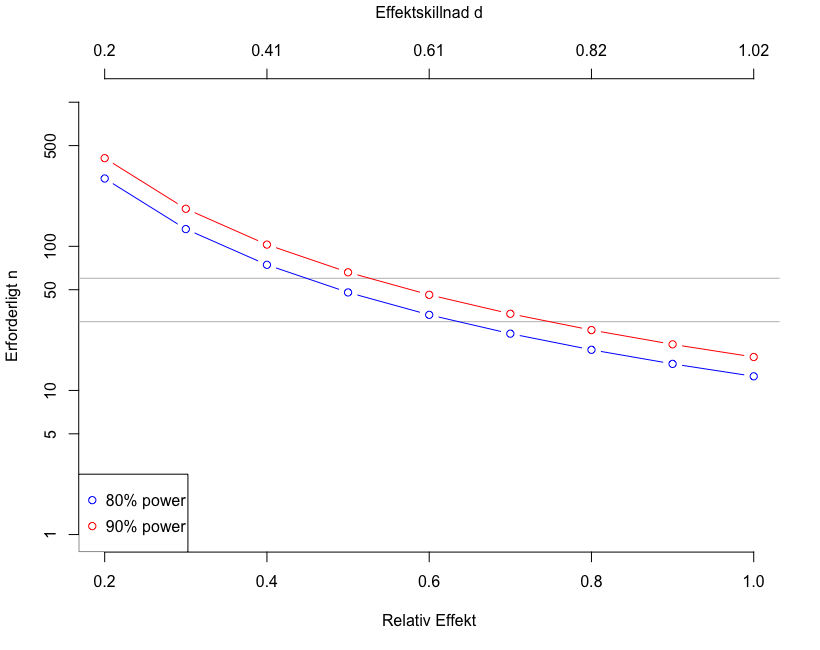 Effektskillnad d
0.2 0.41 0.61 0.82 1.02
Erforderligt n
500
100
50
10
5
1
80% power
90% power
0.2 0.4 0.6 0.8 1.0
Relativ Effekt